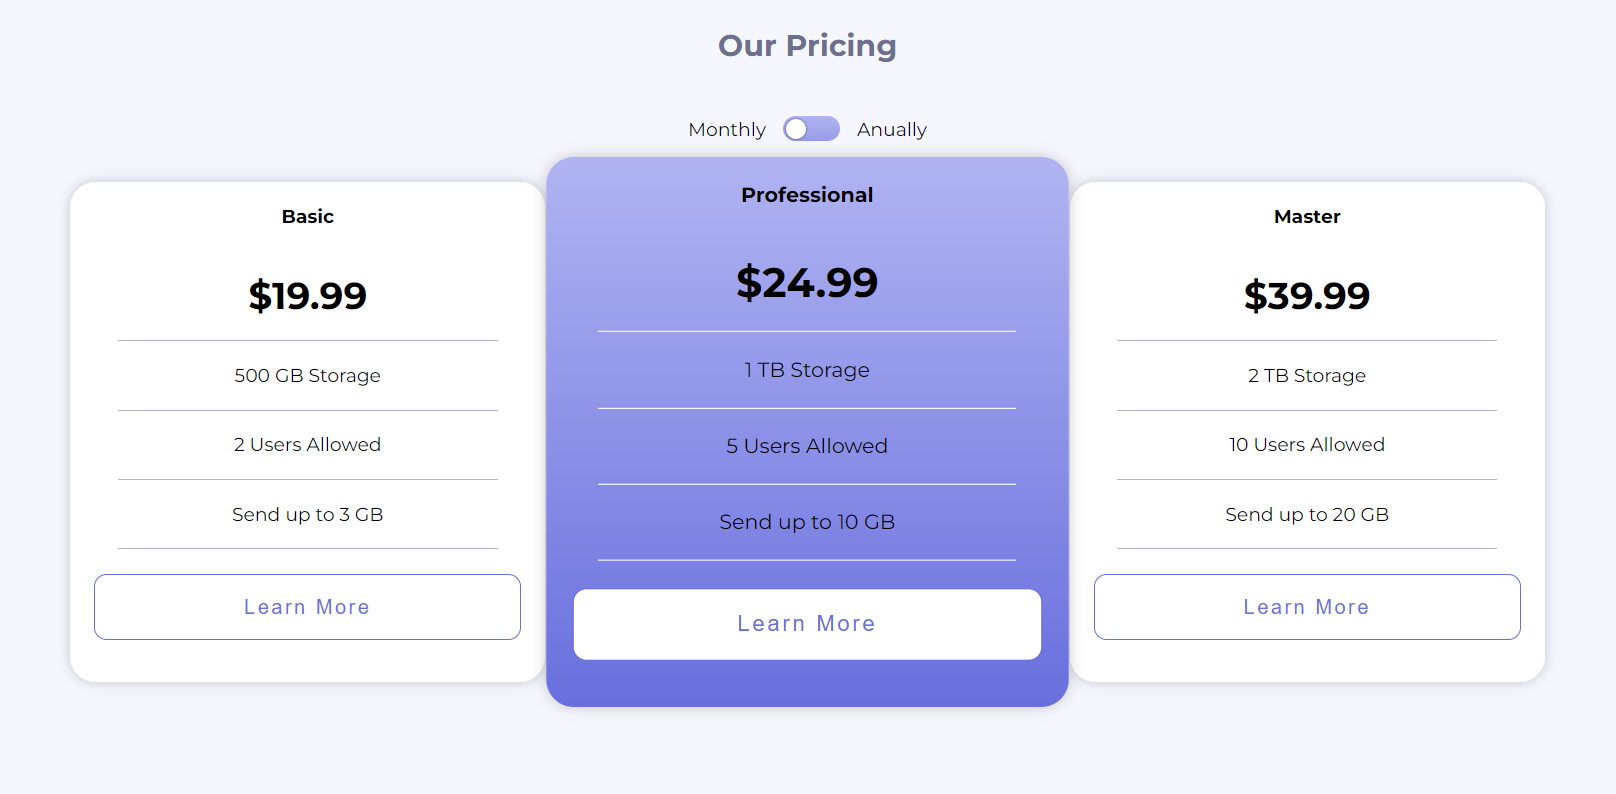 Our Pricing
Monthly Anually
Basic
$19.99
500 GB Storage
2 Users Allowed
Send up to 3 GB
Learn More
Professional
$24.99
1 TB Storage
5 Users Allowed
Send up to 10 GB
Learn More
Master
$39.99
2 TB Storage
10 Users Allowed
Send up to 20 GB
Learn More